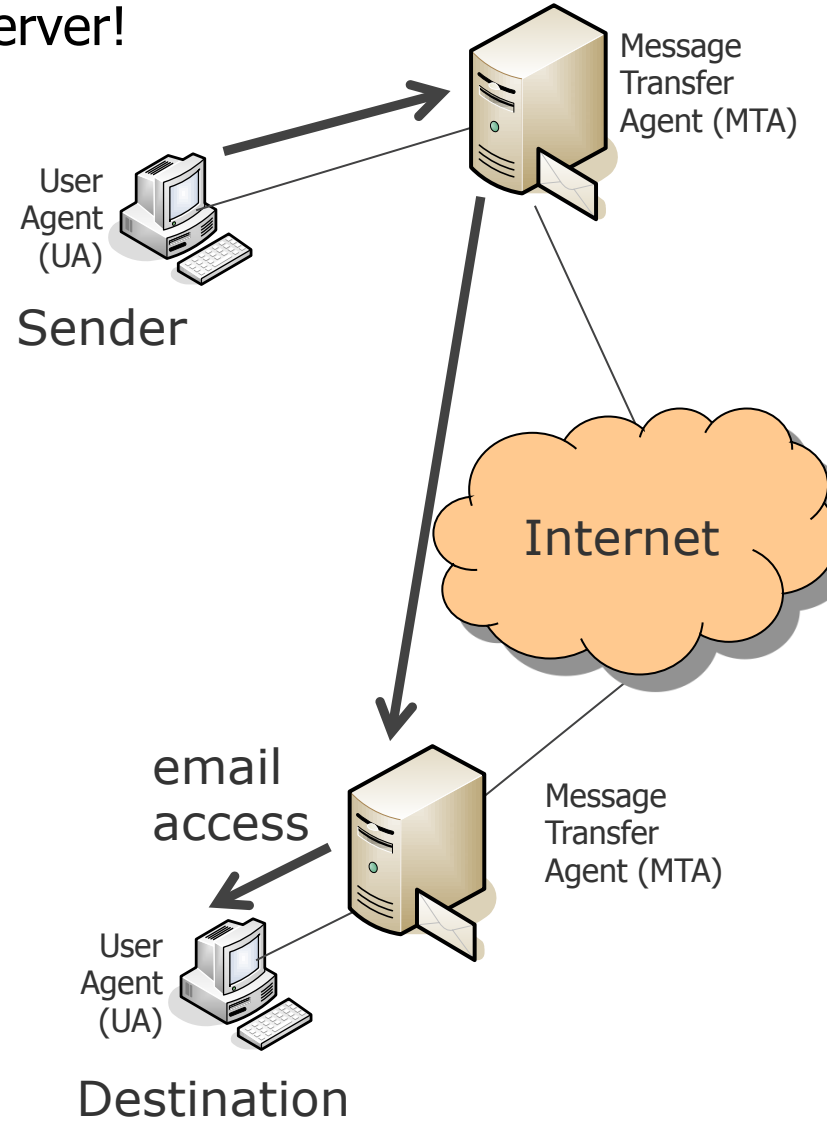 erver!
Message
Transfer
Agent (MTA)
User
Agent
(UA)
Sender
Internet
email
access
Message
Transfer
Agent (MTA)
User
Agent
(UA)
Destination